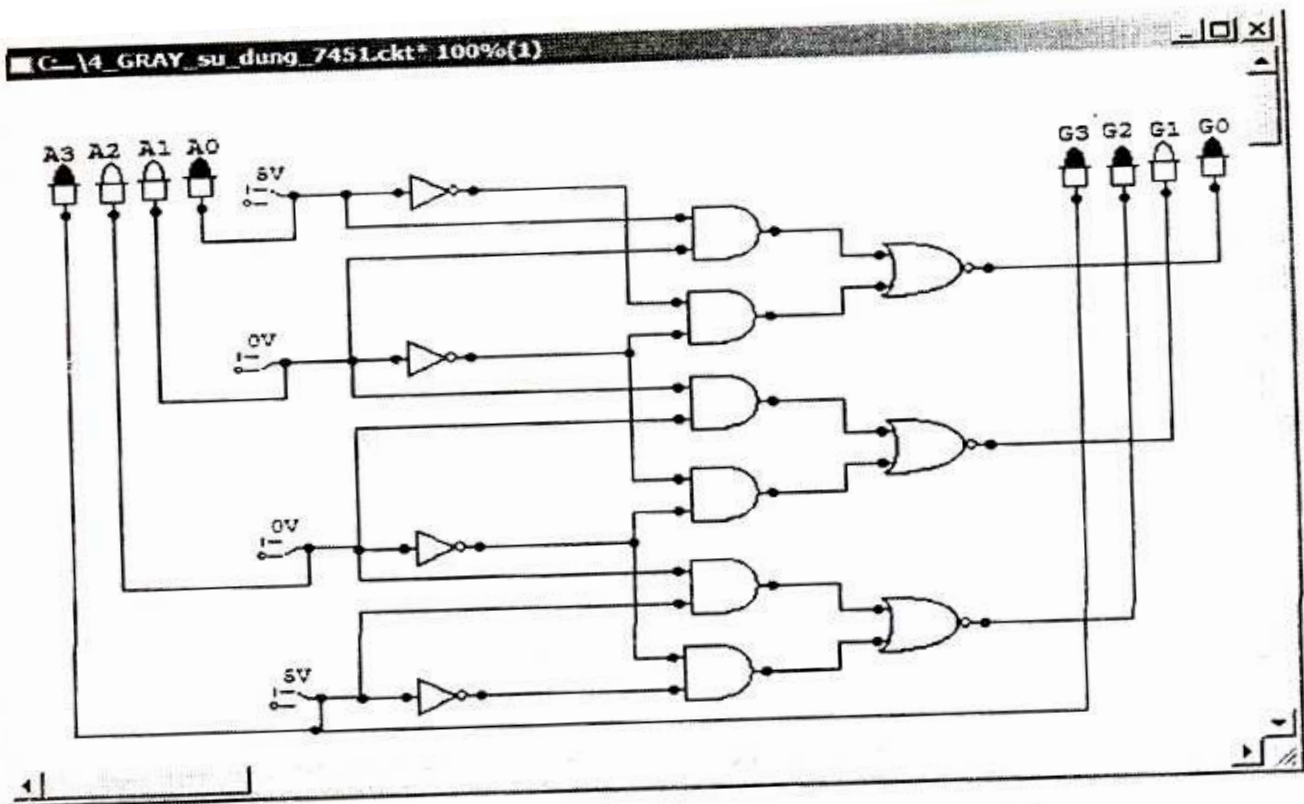 C:...\4_GRAY_su_dung_7451.ckt* 100%(1)
A3 A2 A1 A0
G3 G2 G1 G0
5V
0V
0V
5V